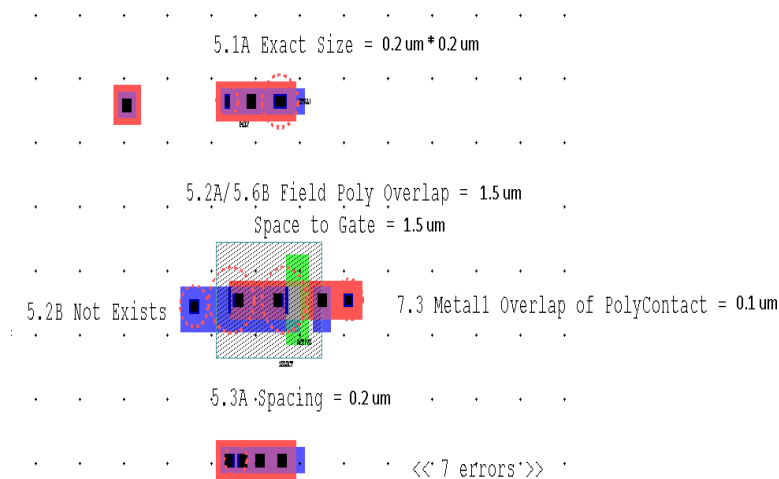 5.1A Exact Size = 0.2 um * 0.2 um
5.2A/5.6B Field Poly Overlap = 1.5 um
Space to Gate = 1.5 um
5.2B Not Exists
7.3 Metal1 Overlap of PolyContact = 0.1 um
5.3A Spacing = 0.2 um
<< 7 errors >>